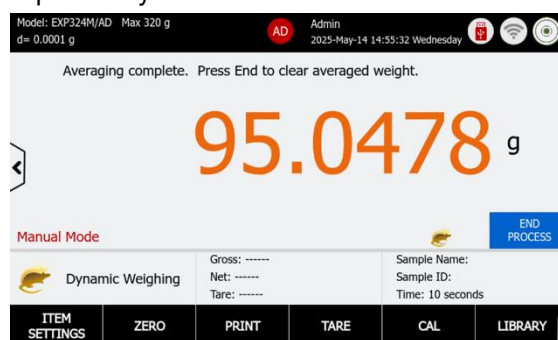 Model: EXP324M/AD Max 320 g
d= 0.0001 g
AD
Admin
2025-May-14 14:55:32 Wednesday
Averaging complete. Press End to clear averaged weight.
95.0478 g
Manual Mode
END
PROCESS
Dynamic Weighing
Gross: ------
Net: ------
Tare: ------
Sample Name:
Sample ID:
Time: 10 seconds
ITEM
SETTINGS
ZERO
PRINT
TARE
CAL
LIBRARY